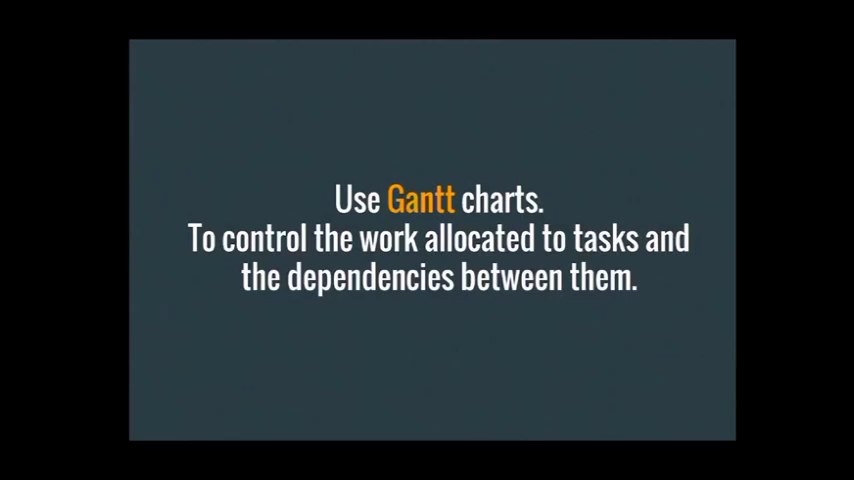 Use Gantt charts.
To control the work allocated to tasks and
the dependencies between them.